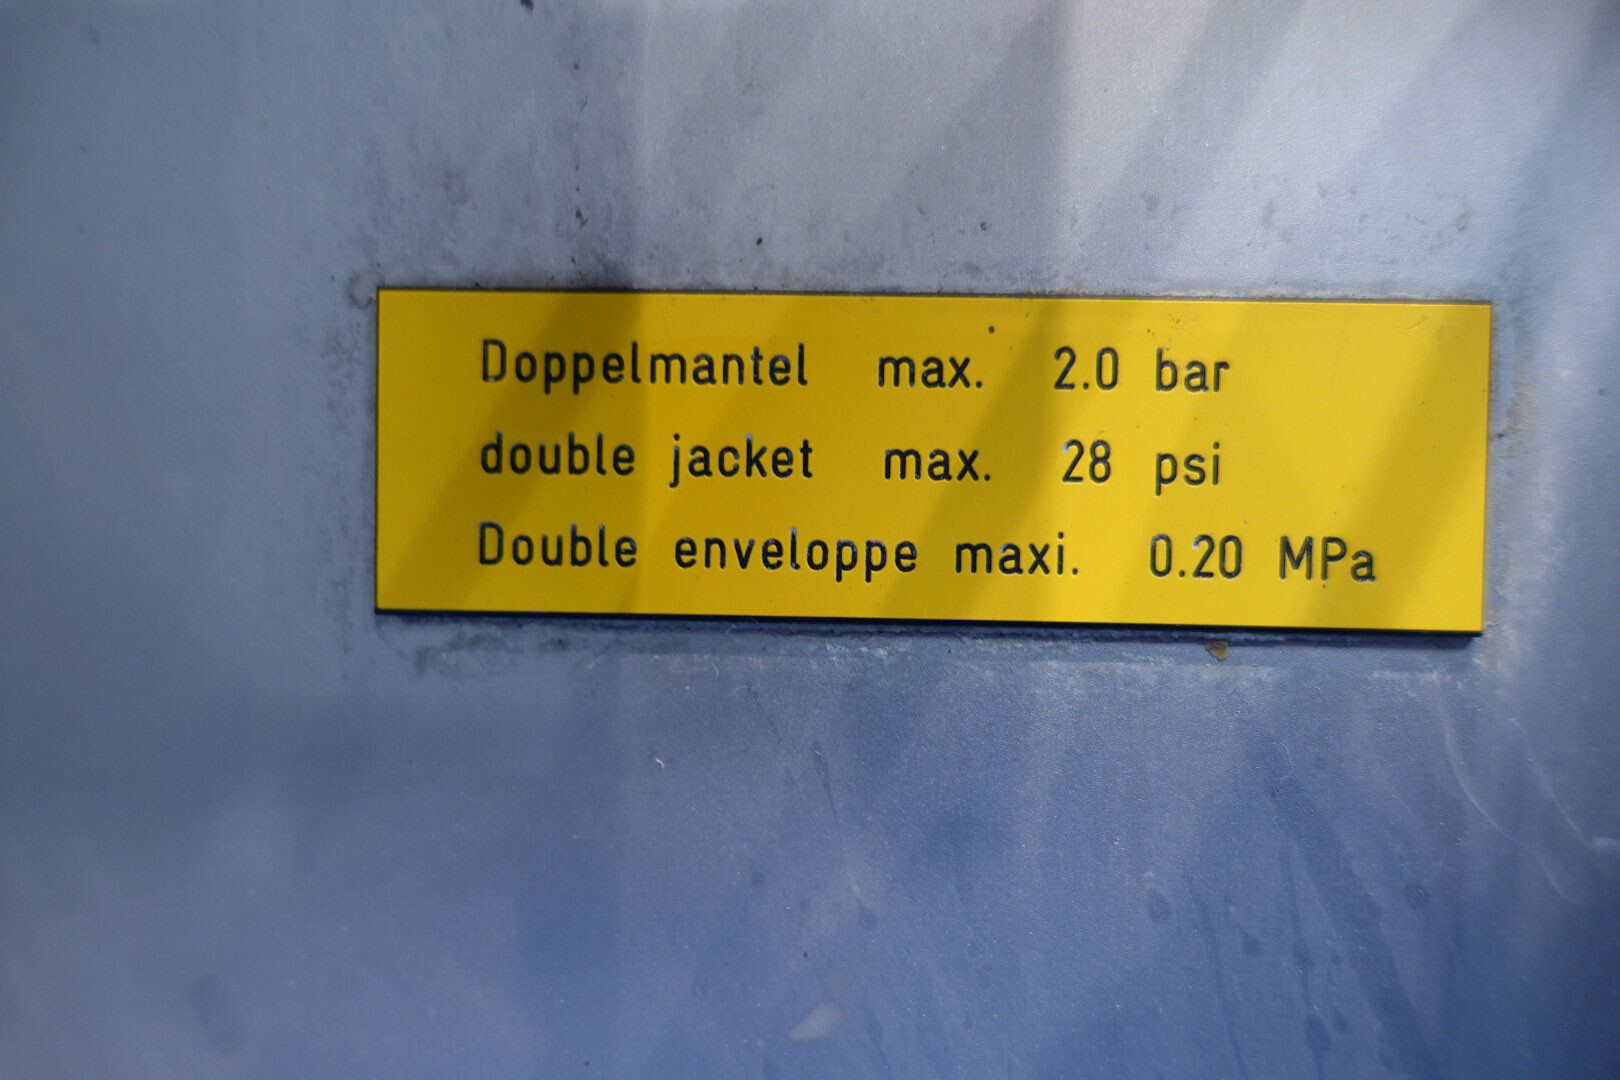 Doppelmantel max. 2.0 bar
double jacket max. 28 psi
Double enveloppe maxi. 0.20 MPa